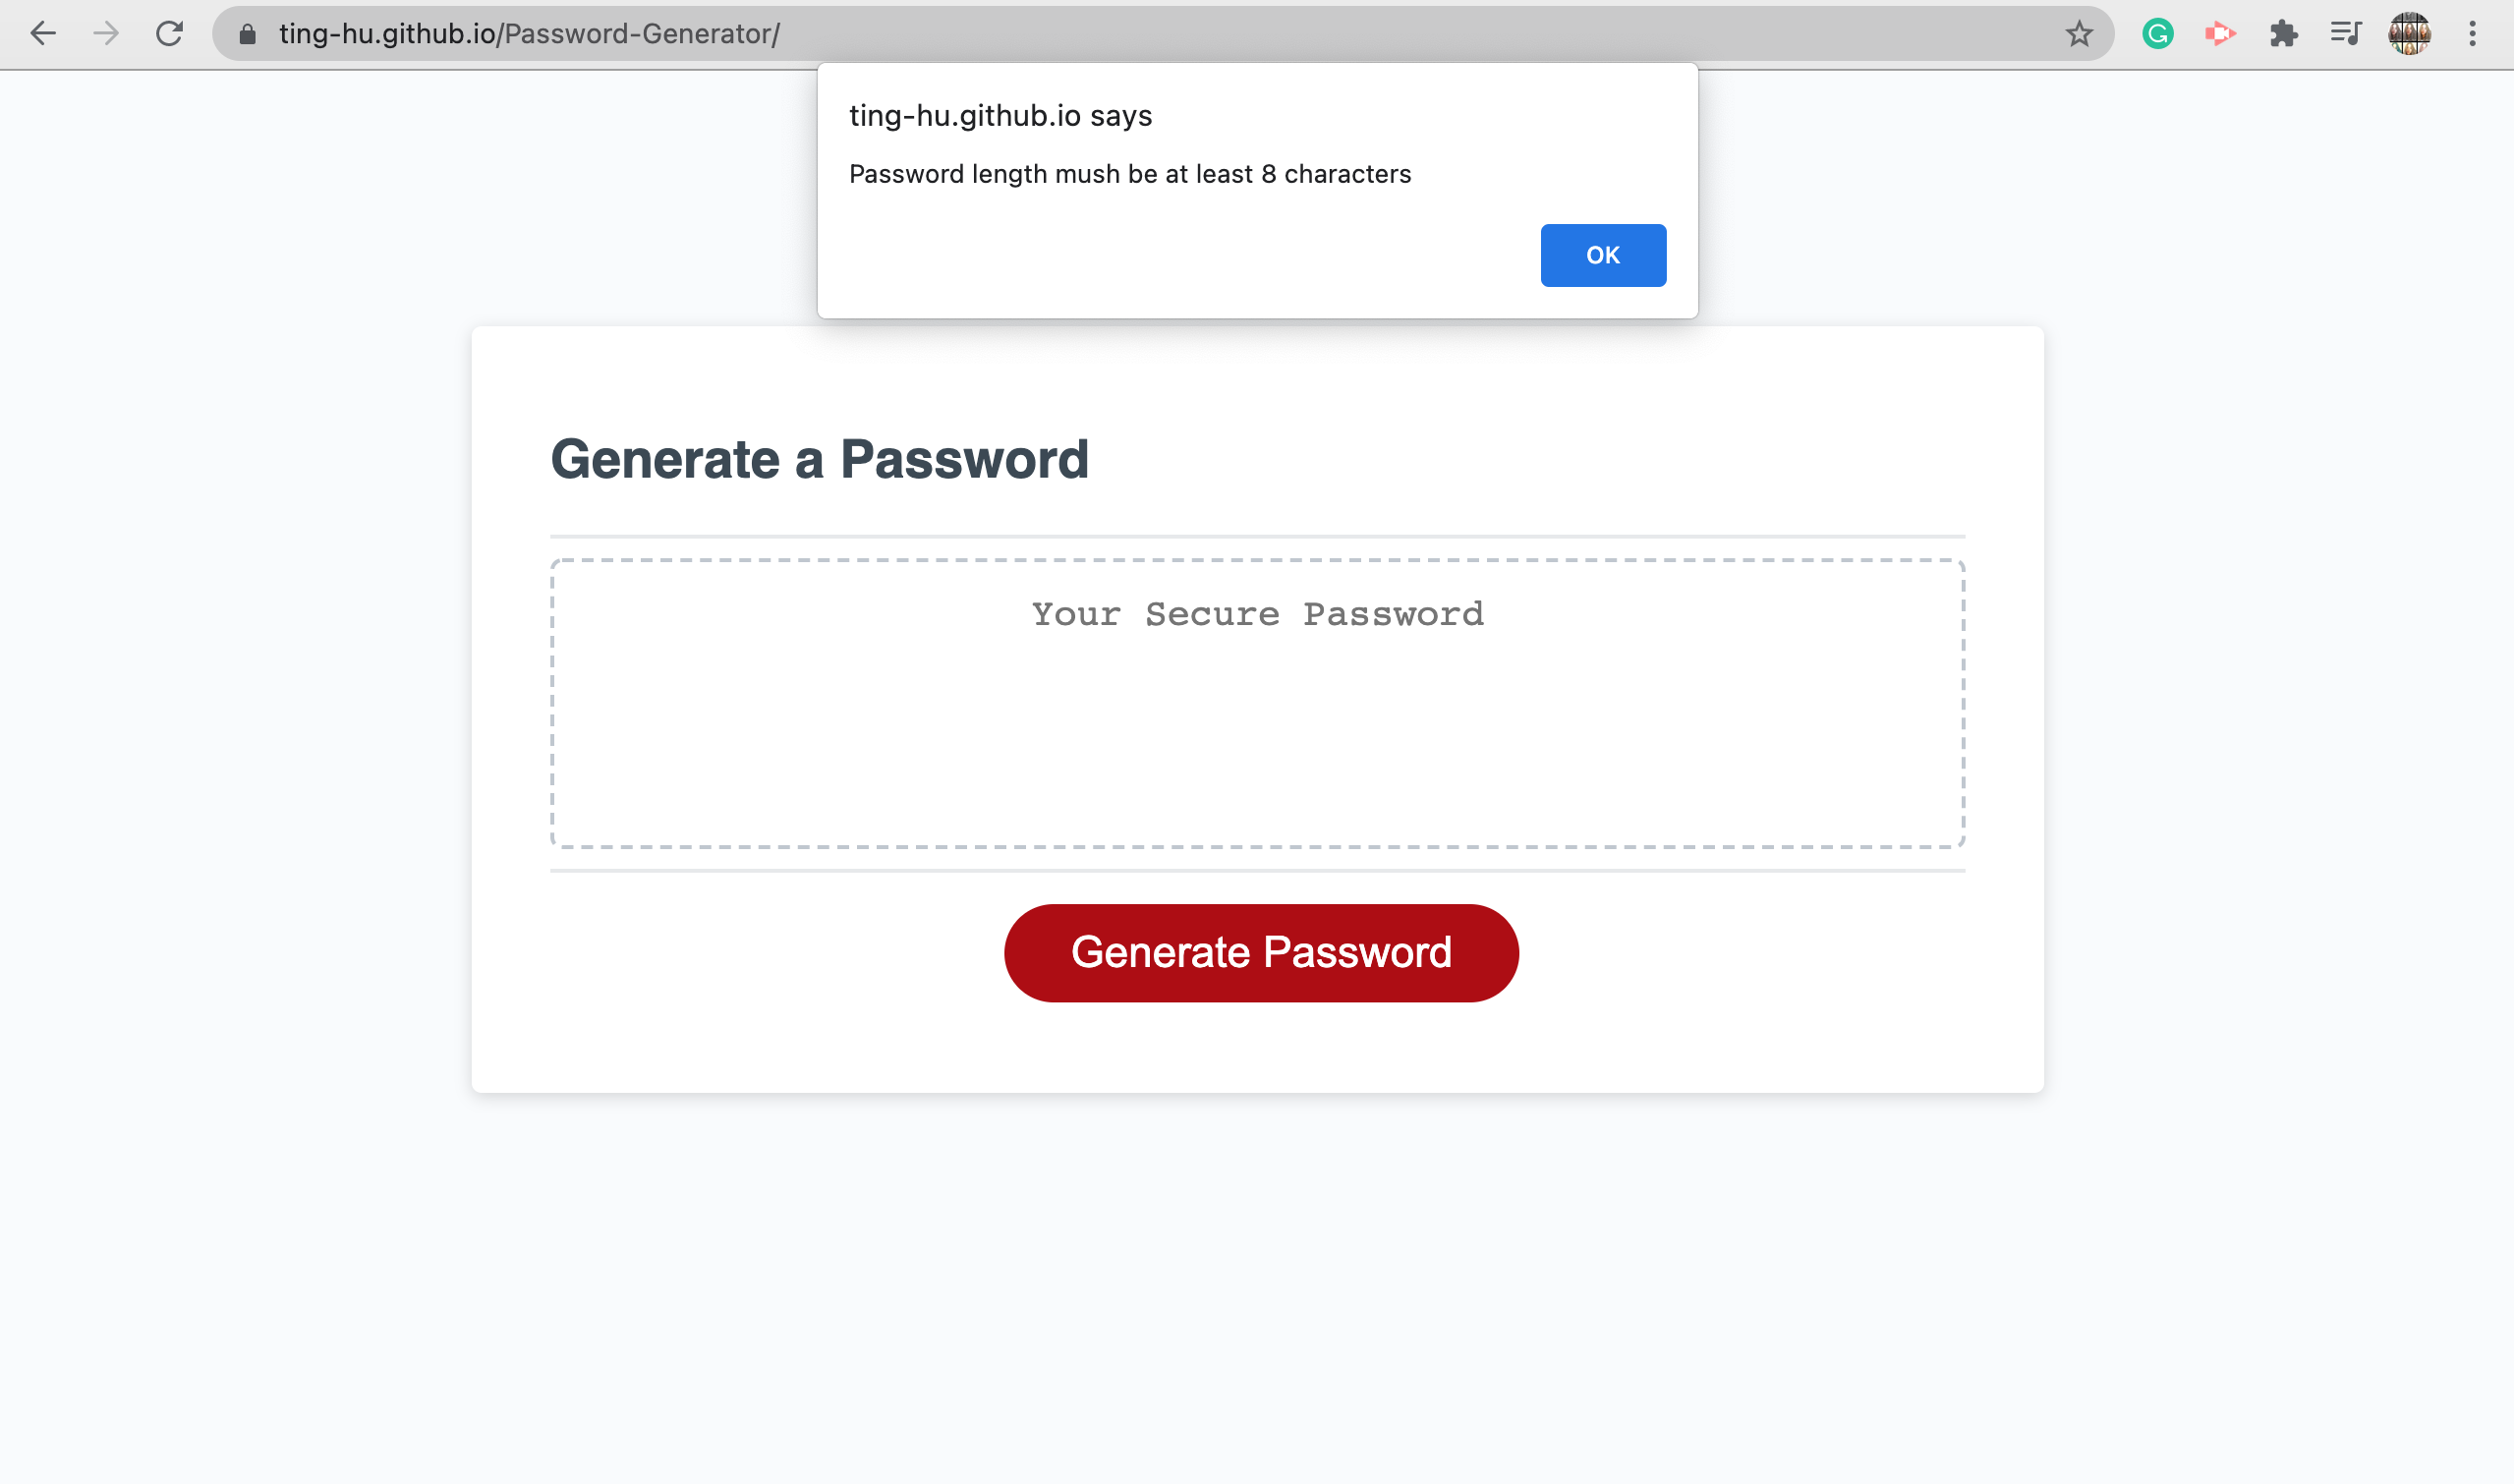 ting-hu.github.io/Password-Generator/
ting-hu.github.io says
Password length mush be at least 8 characters
OK
Generate a Password
Your Secure Password
Generate Password